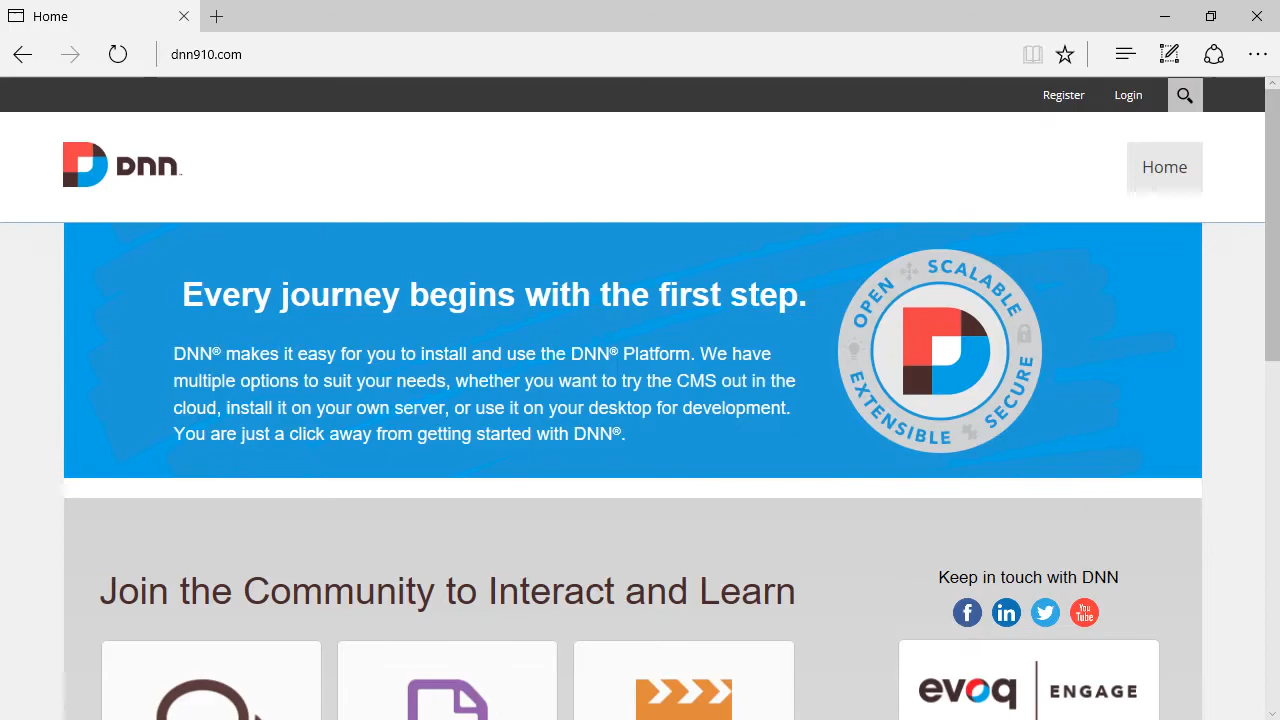 Home
dnn910.com
Register Login
DNN™
Home
Every journey begins with the first step.
DNN® makes it easy for you to install and use the DNN® Platform. We have
multiple options to suit your needs, whether you want to try the CMS out in the
cloud, install it on your own server, or use it on your desktop for development.
You are just a click away from getting started with DNN®.
OPEN SCALABLE
EXTENSIBLE SECURE
Join the Community to Interact and Learn
Keep in touch with DNN
f in You Tube
evoq ENGAGE